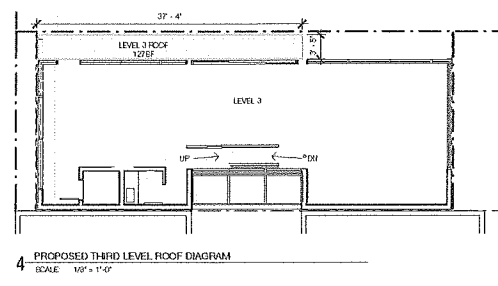 37' - 4"
LEVEL 3 ROOF
127SF
3' - 5"
LEVEL 3
UP
DN
4 PROPOSED THIRD LEVEL ROOF DIAGRAM
SCALE: 1/8" = 1'-0"